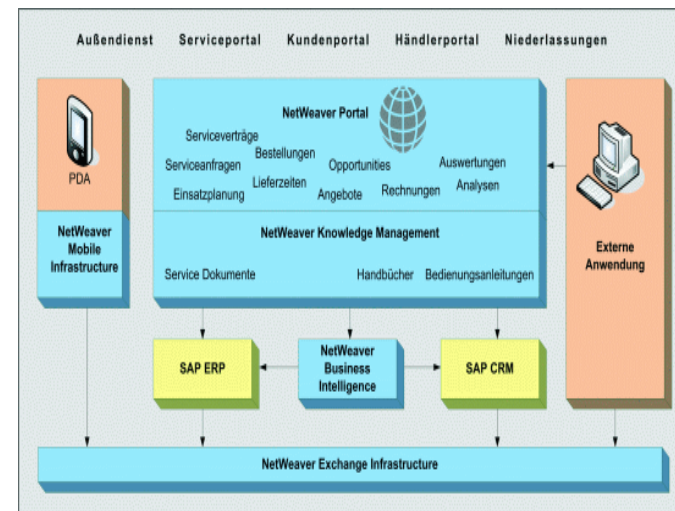 Außendienst Serviceportal Kundenportal Händlerportal Niederlassungen
PDA
NetWeaver
Mobile
Infrastructure
NetWeaver Portal
Serviceverträge
Bestellungen
Serviceanfragen
Opportunities
Auswertungen
Einsatzplanung
Lieferzeiten
Angebote
Rechnungen
Analysen
NetWeaver Knowledge Management
Service Dokumente
Handbücher
Bedienungsanleitungen
Externe
Anwendung
SAP ERP
NetWeaver
Business
Intelligence
SAP CRM
NetWeaver Exchange Infrastructure